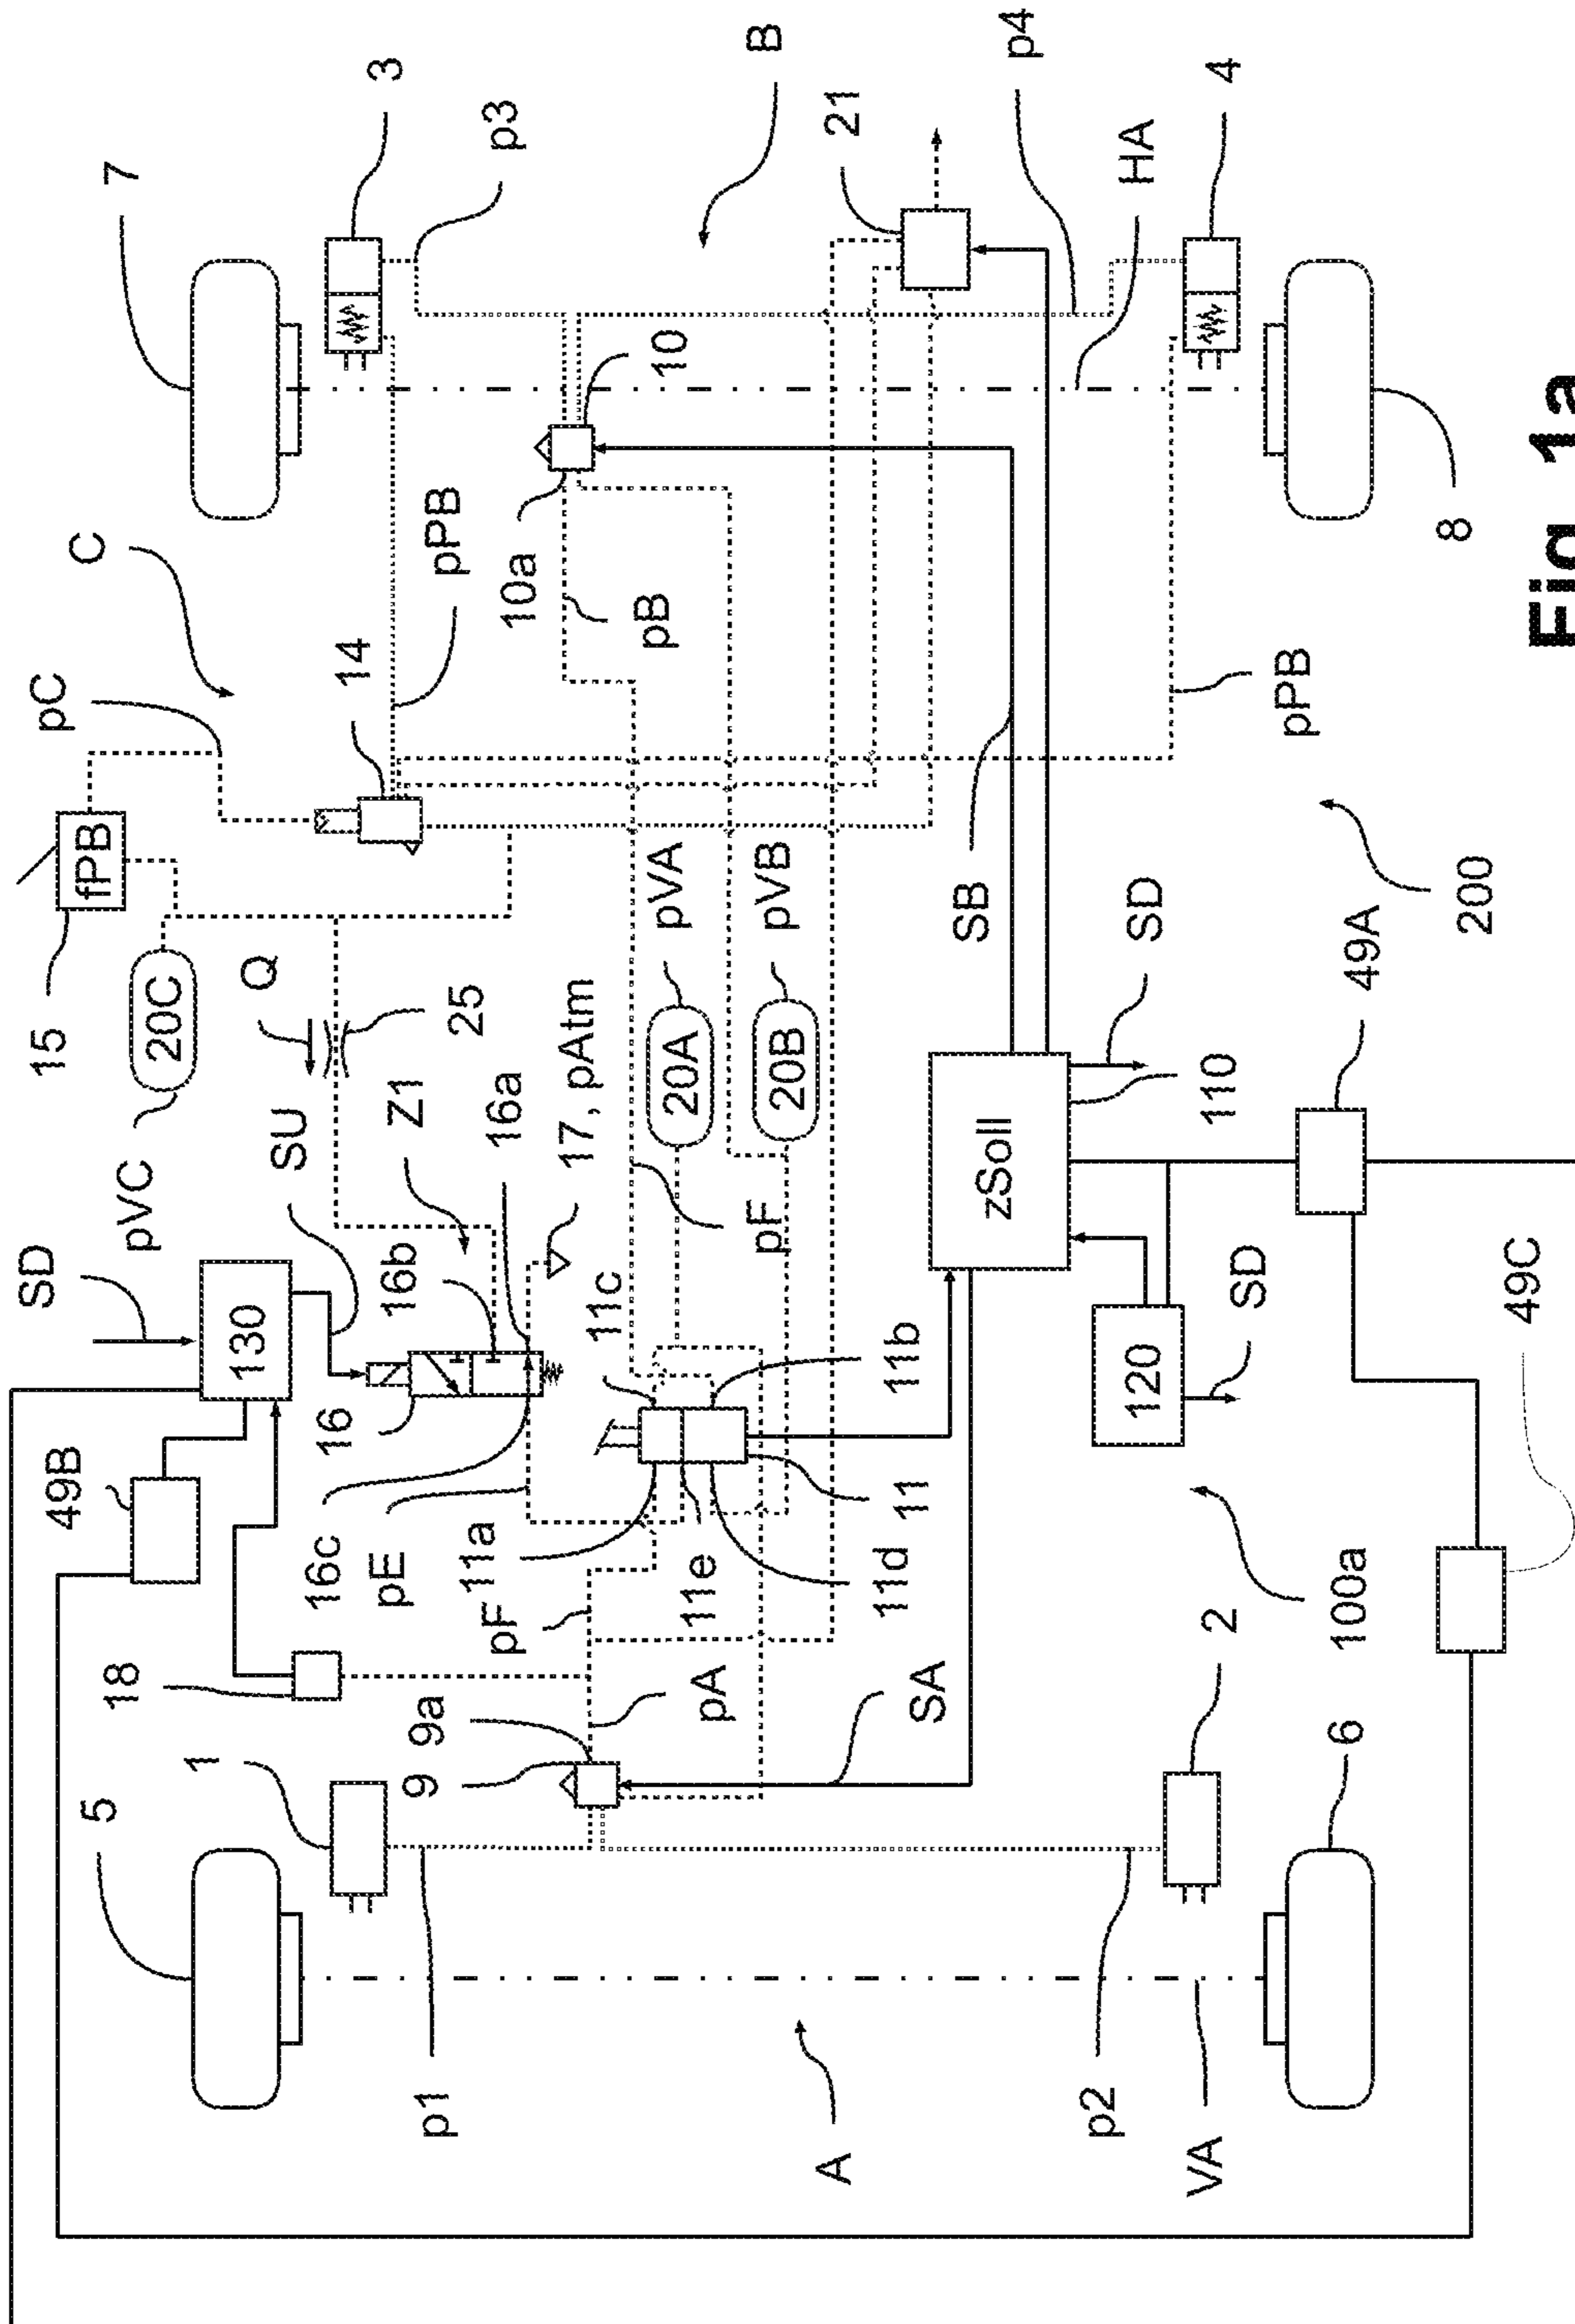 5
1
18
49B
SD
pVC
20C
15
fPB
pC
C
7
3
p3
SU
Q
25
Z1
130
16
16b
16a
17, pAtm
16c
pE
11a
11c
11e
11d
11b
11
pF
pF
pA
9
9a
14
pPB
10a
10
pB
B
21
p4
pVA
20A
pVB
20B
p1
A
p2
VA
2
6
SA
100a
120
SD
zSoll
110
SD
SB
49A
49C
200
pPB
HA
4
8
Fig. 1a